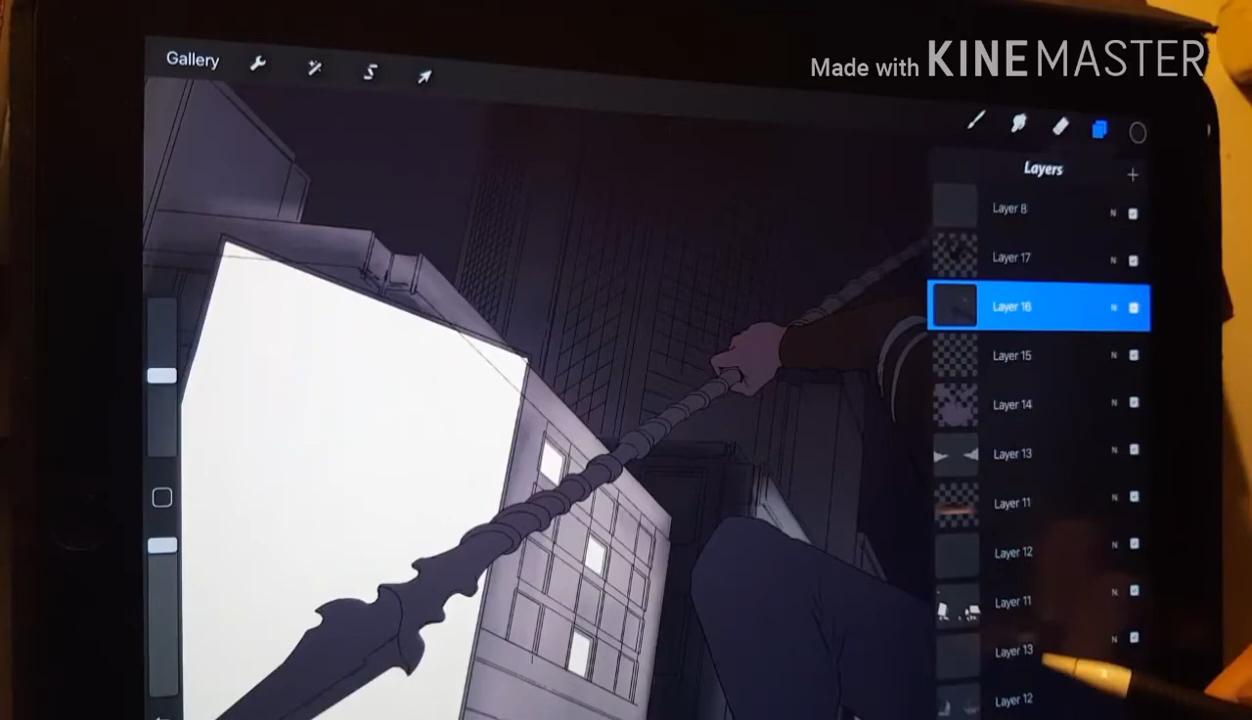 Made with KINEMASTER
Gallery
Layers
Layer 8 N
Layer 17 N
Layer 16 N
Layer 15 N
Layer 14 N
Layer 13 N
Layer 11 N
Layer 12 N
Layer 11 N
Layer 13 N
Layer 12